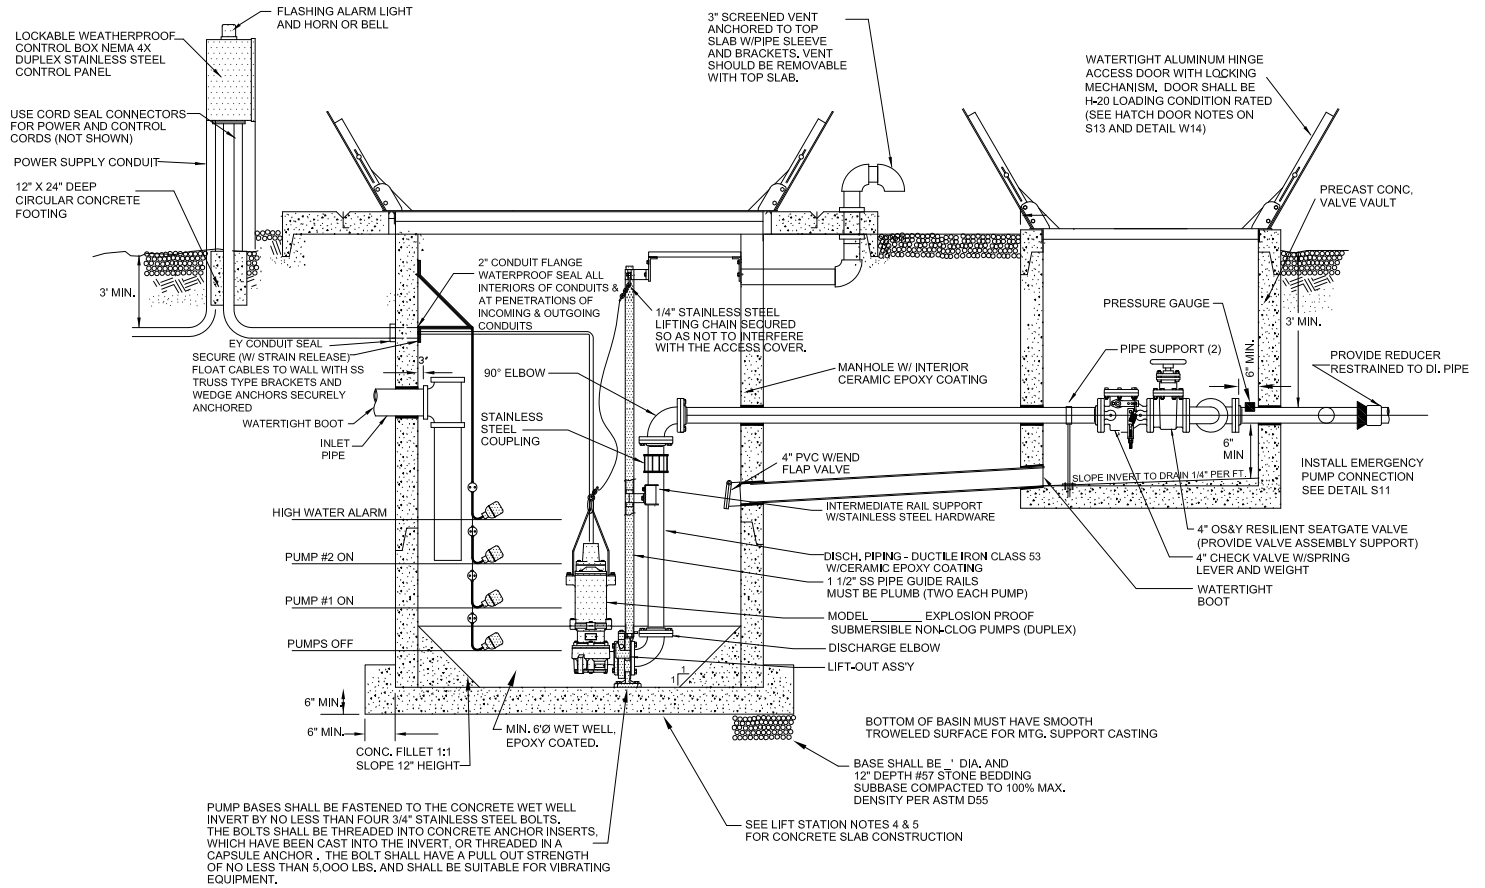 FLASHING ALARM LIGHT
AND HORN OR BELL
LOCKABLE WEATHERPROOF
CONTROL BOX NEMA 4X
DUPLEX STAINLESS STEEL
CONTROL PANEL
USE CORD SEAL CONNECTORS
FOR POWER AND CONTROL
CORDS (NOT SHOWN)
POWER SUPPLY CONDUIT
12" X 24" DEEP
CIRCULAR CONCRETE
FOOTING
3' MIN.
3" SCREENED VENT
ANCHORED TO TOP
SLAB W/PIPE SLEEVE
AND BRACKETS. VENT
SHOULD BE REMOVABLE
WITH TOP SLAB.
WATERTIGHT ALUMINUM HINGE
ACCESS DOOR WITH LOCKING
MECHANISM. DOOR SHALL BE
H-20 LOADING CONDITION RATED
(SEE HATCH DOOR NOTES ON
S13 AND DETAIL W14)
PRECAST CONC,
VALVE VAULT
2" CONDUIT FLANGE
WATERPROOF SEAL ALL
INTERIORS OF CONDUITS &
AT PENETRATIONS OF
INCOMING & OUTGOING
CONDUITS
EY CONDUIT SEAL
SECURE (W/ STRAIN RELEASE)
FLOAT CABLES TO WALL WITH SS
TRUSS TYPE BRACKETS AND
WEDGE ANCHORS SECURELY
ANCHORED
3"
WATERTIGHT BOOT
INLET
PIPE
1/4" STAINLESS STEEL
LIFTING CHAIN SECURED
SO AS NOT TO INTERFERE
WITH THE ACCESS COVER.
90° ELBOW
STAINLESS
STEEL
COUPLING
MANHOLE W/ INTERIOR
CERAMIC EPOXY COATING
PRESSURE GAUGE
3' MIN.
6" MIN.
PIPE SUPPORT (2)
PROVIDE REDUCER
RESTRAINED TO DI. PIPE
6"
MIN
4" PVC W/END
FLAP VALVE
SLOPE INVERT TO DRAIN 1/4" PER FT.
INSTALL EMERGENCY
PUMP CONNECTION
SEE DETAIL S11
INTERMEDIATE RAIL SUPPORT
W/STAINLESS STEEL HARDWARE
4" OS&Y RESILIENT SEATGATE VALVE
(PROVIDE VALVE ASSEMBLY SUPPORT)
4" CHECK VALVE W/SPRING
LEVER AND WEIGHT
WATERTIGHT
BOOT
HIGH WATER ALARM
PUMP #2 ON
PUMP #1 ON
PUMPS OFF
DISCH. PIPING - DUCTILE IRON CLASS 53
W/CERAMIC EPOXY COATING
1 1/2" SS PIPE GUIDE RAILS
MUST BE PLUMB (TWO EACH PUMP)
MODEL ________ EXPLOSION PROOF
SUBMERSIBLE NON-CLOG PUMPS (DUPLEX)
DISCHARGE ELBOW
LIFT-OUT ASS'Y
1
1
6" MIN.
6" MIN.
CONC. FILLET 1:1
SLOPE 12" HEIGHT
MIN. 6'Ø WET WELL,
EPOXY COATED.
BOTTOM OF BASIN MUST HAVE SMOOTH
TROWELED SURFACE FOR MTG. SUPPORT CASTING
BASE SHALL BE _' DIA. AND
12" DEPTH #57 STONE BEDDING
SUBBASE COMPACTED TO 100% MAX.
DENSITY PER ASTM D55
SEE LIFT STATION NOTES 4 & 5
FOR CONCRETE SLAB CONSTRUCTION
PUMP BASES SHALL BE FASTENED TO THE CONCRETE WET WELL
INVERT BY NO LESS THAN FOUR 3/4" STAINLESS STEEL BOLTS.
THE BOLTS SHALL BE THREADED INTO CONCRETE ANCHOR INSERTS,
WHICH HAVE BEEN CAST INTO THE INVERT, OR THREADED IN A
CAPSULE ANCHOR . THE BOLT SHALL HAVE A PULL OUT STRENGTH
OF NO LESS THAN 5,OOO LBS. AND SHALL BE SUITABLE FOR VIBRATING
EQUIPMENT.